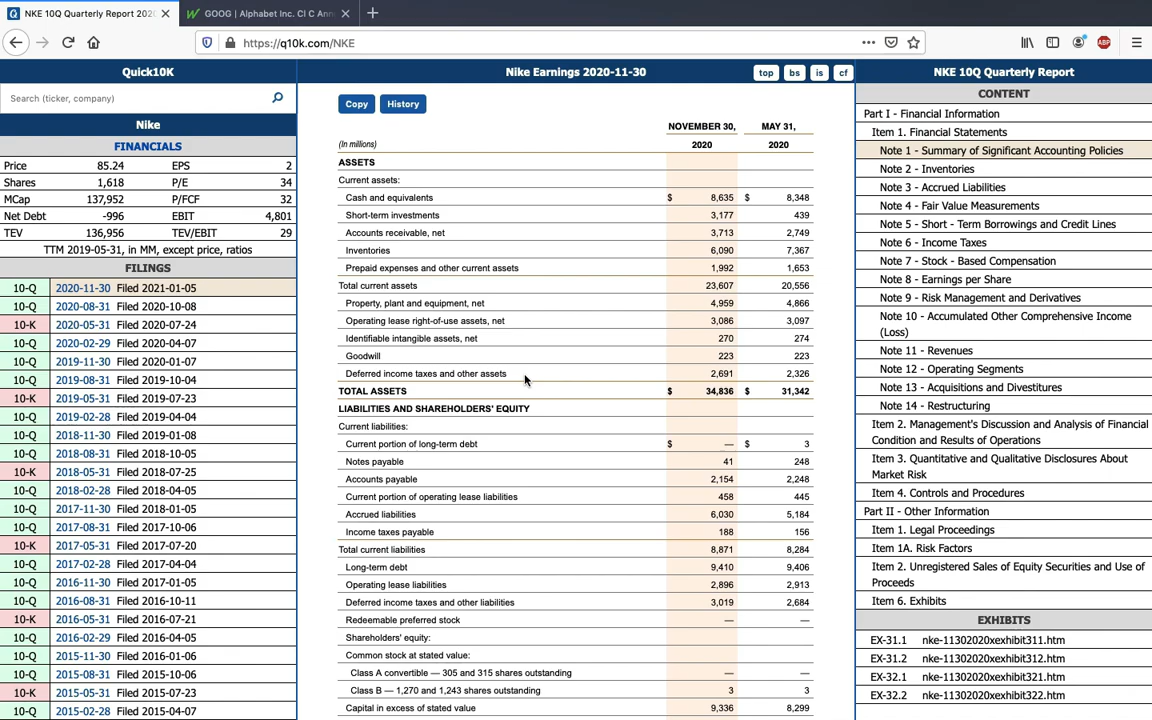 NKE 10Q Quarterly Report 202
GOOG | Alphabet Inc. Cl C Ann
https://q10k.com/NKE
ABP
Quick10K
Search (ticker, company)
Nike
FINANCIALS
Price 85.24 EPS 2
Shares 1,618 P/E 34
MCap 137,952 P/FCF 32
Net Debt -996 EBIT 4,801
TEV 136,956 TEV/EBIT 29
TTM 2019-05-31, in MM, except price, ratios
FILINGS
10-Q 2020-11-30 Filed 2021-01-05
10-Q 2020-08-31 Filed 2020-10-08
10-K 2020-05-31 Filed 2020-07-24
10-Q 2020-02-29 Filed 2020-04-07
10-Q 2019-11-30 Filed 2020-01-07
10-Q 2019-08-31 Filed 2019-10-04
10-K 2019-05-31 Filed 2019-07-23
10-Q 2019-02-28 Filed 2019-04-04
10-Q 2018-11-30 Filed 2019-01-08
10-Q 2018-08-31 Filed 2018-10-05
10-K 2018-05-31 Filed 2018-07-25
10-Q 2018-02-28 Filed 2018-04-05
10-Q 2017-11-30 Filed 2018-01-05
10-Q 2017-08-31 Filed 2017-10-06
10-K 2017-05-31 Filed 2017-07-20
10-Q 2017-02-28 Filed 2017-04-04
10-Q 2016-11-30 Filed 2017-01-05
10-Q 2016-08-31 Filed 2016-10-11
10-K 2016-05-31 Filed 2016-07-21
10-Q 2016-02-29 Filed 2016-04-05
10-Q 2015-11-30 Filed 2016-01-06
10-Q 2015-08-31 Filed 2015-10-06
10-K 2015-05-31 Filed 2015-07-23
10-Q 2015-02-28 Filed 2015-04-07
Nike Earnings 2020-11-30
top bs is cf
Copy History
NOVEMBER 30, MAY 31,
(In millions) 2020 2020
ASSETS
Current assets:
Cash and equivalents $ 8,635 $ 8,348
Short-term investments 3,177 439
Accounts receivable, net 3,713 2,749
Inventories 6,090 7,367
Prepaid expenses and other current assets 1,992 1,653
Total current assets 23,607 20,556
Property, plant and equipment, net 4,959 4,866
Operating lease right-of-use assets, net 3,086 3,097
Identifiable intangible assets, net 270 274
Goodwill 223 223
Deferred income taxes and other assets 2,691 2,326
TOTAL ASSETS $ 34,836 $ 31,342
LIABILITIES AND SHAREHOLDERS' EQUITY
Current liabilities:
Current portion of long-term debt $ — $ 3
Notes payable 41 248
Accounts payable 2,154 2,248
Current portion of operating lease liabilities 458 445
Accrued liabilities 6,030 5,184
Income taxes payable 188 156
Total current liabilities 8,871 8,284
Long-term debt 9,410 9,406
Operating lease liabilities 2,896 2,913
Deferred income taxes and other liabilities 3,019 2,684
Redeemable preferred stock — —
Shareholders' equity:
Common stock at stated value:
Class A convertible — 305 and 315 shares outstanding — —
Class B — 1,270 and 1,243 shares outstanding 3 3
Capital in excess of stated value 9,336 8,299
NKE 10Q Quarterly Report
CONTENT
Part I - Financial Information
Item 1. Financial Statements
Note 1 - Summary of Significant Accounting Policies
Note 2 - Inventories
Note 3 - Accrued Liabilities
Note 4 - Fair Value Measurements
Note 5 - Short - Term Borrowings and Credit Lines
Note 6 - Income Taxes
Note 7 - Stock - Based Compensation
Note 8 - Earnings per Share
Note 9 - Risk Management and Derivatives
Note 10 - Accumulated Other Comprehensive Income
(Loss)
Note 11 - Revenues
Note 12 - Operating Segments
Note 13 - Acquisitions and Divestitures
Note 14 - Restructuring
Item 2. Management's Discussion and Analysis of Financial
Condition and Results of Operations
Item 3. Quantitative and Qualitative Disclosures About
Market Risk
Item 4. Controls and Procedures
Part II - Other Information
Item 1. Legal Proceedings
Item 1A. Risk Factors
Item 2. Unregistered Sales of Equity Securities and Use of
Proceeds
Item 6. Exhibits
EXHIBITS
EX-31.1 nke-11302020xexhibit311.htm
EX-31.2 nke-11302020xexhibit312.htm
EX-32.1 nke-11302020xexhibit321.htm
EX-32.2 nke-11302020xexhibit322.htm